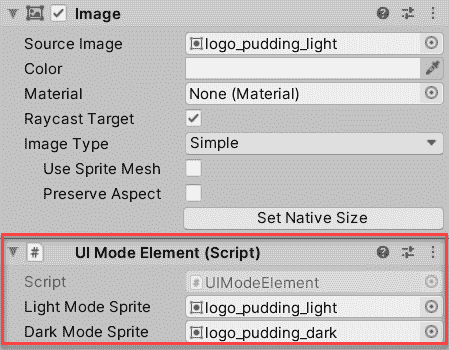 Image
Source Image logo_pudding_light
Color
Material None (Material)
Raycast Target
Image Type Simple
Use Sprite Mesh
Preserve Aspect
Set Native Size
# UI Mode Element (Script)
Script # UIModeElement
Light Mode Sprite logo_pudding_light
Dark Mode Sprite logo_pudding_dark